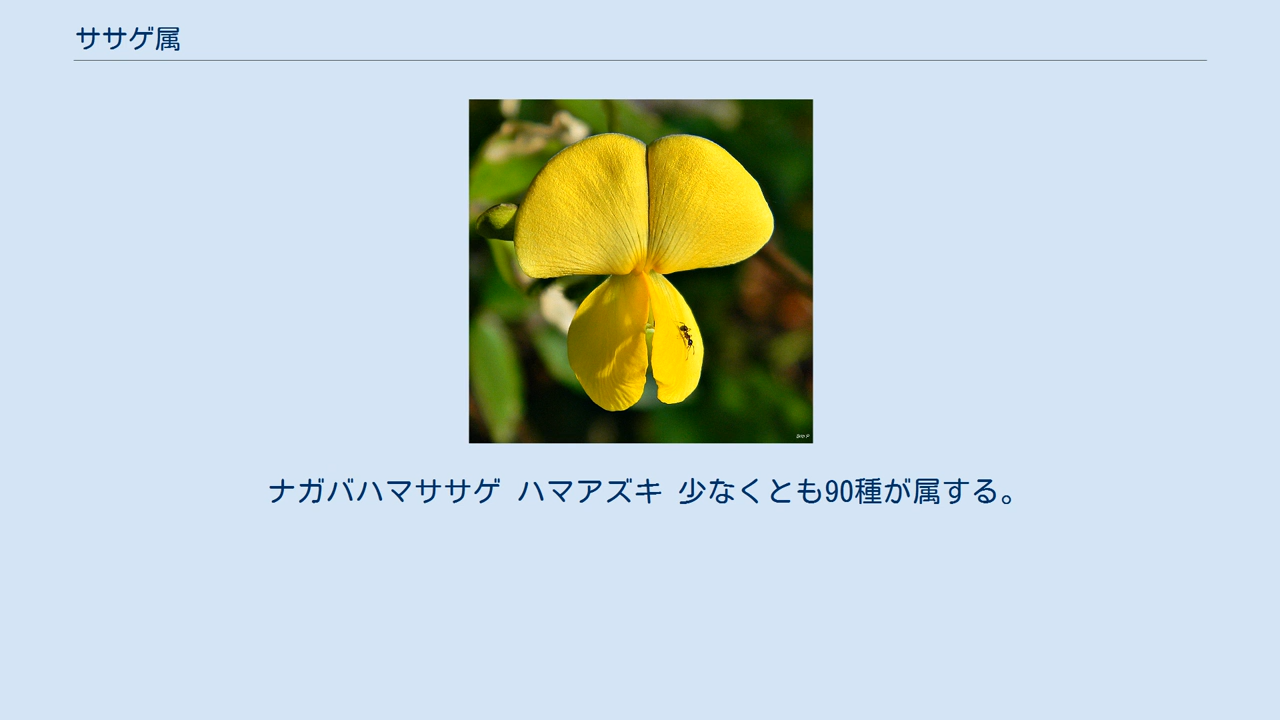 ササゲ属
ナガバハマササゲ ハマアズキ 少なくとも90種が属する。